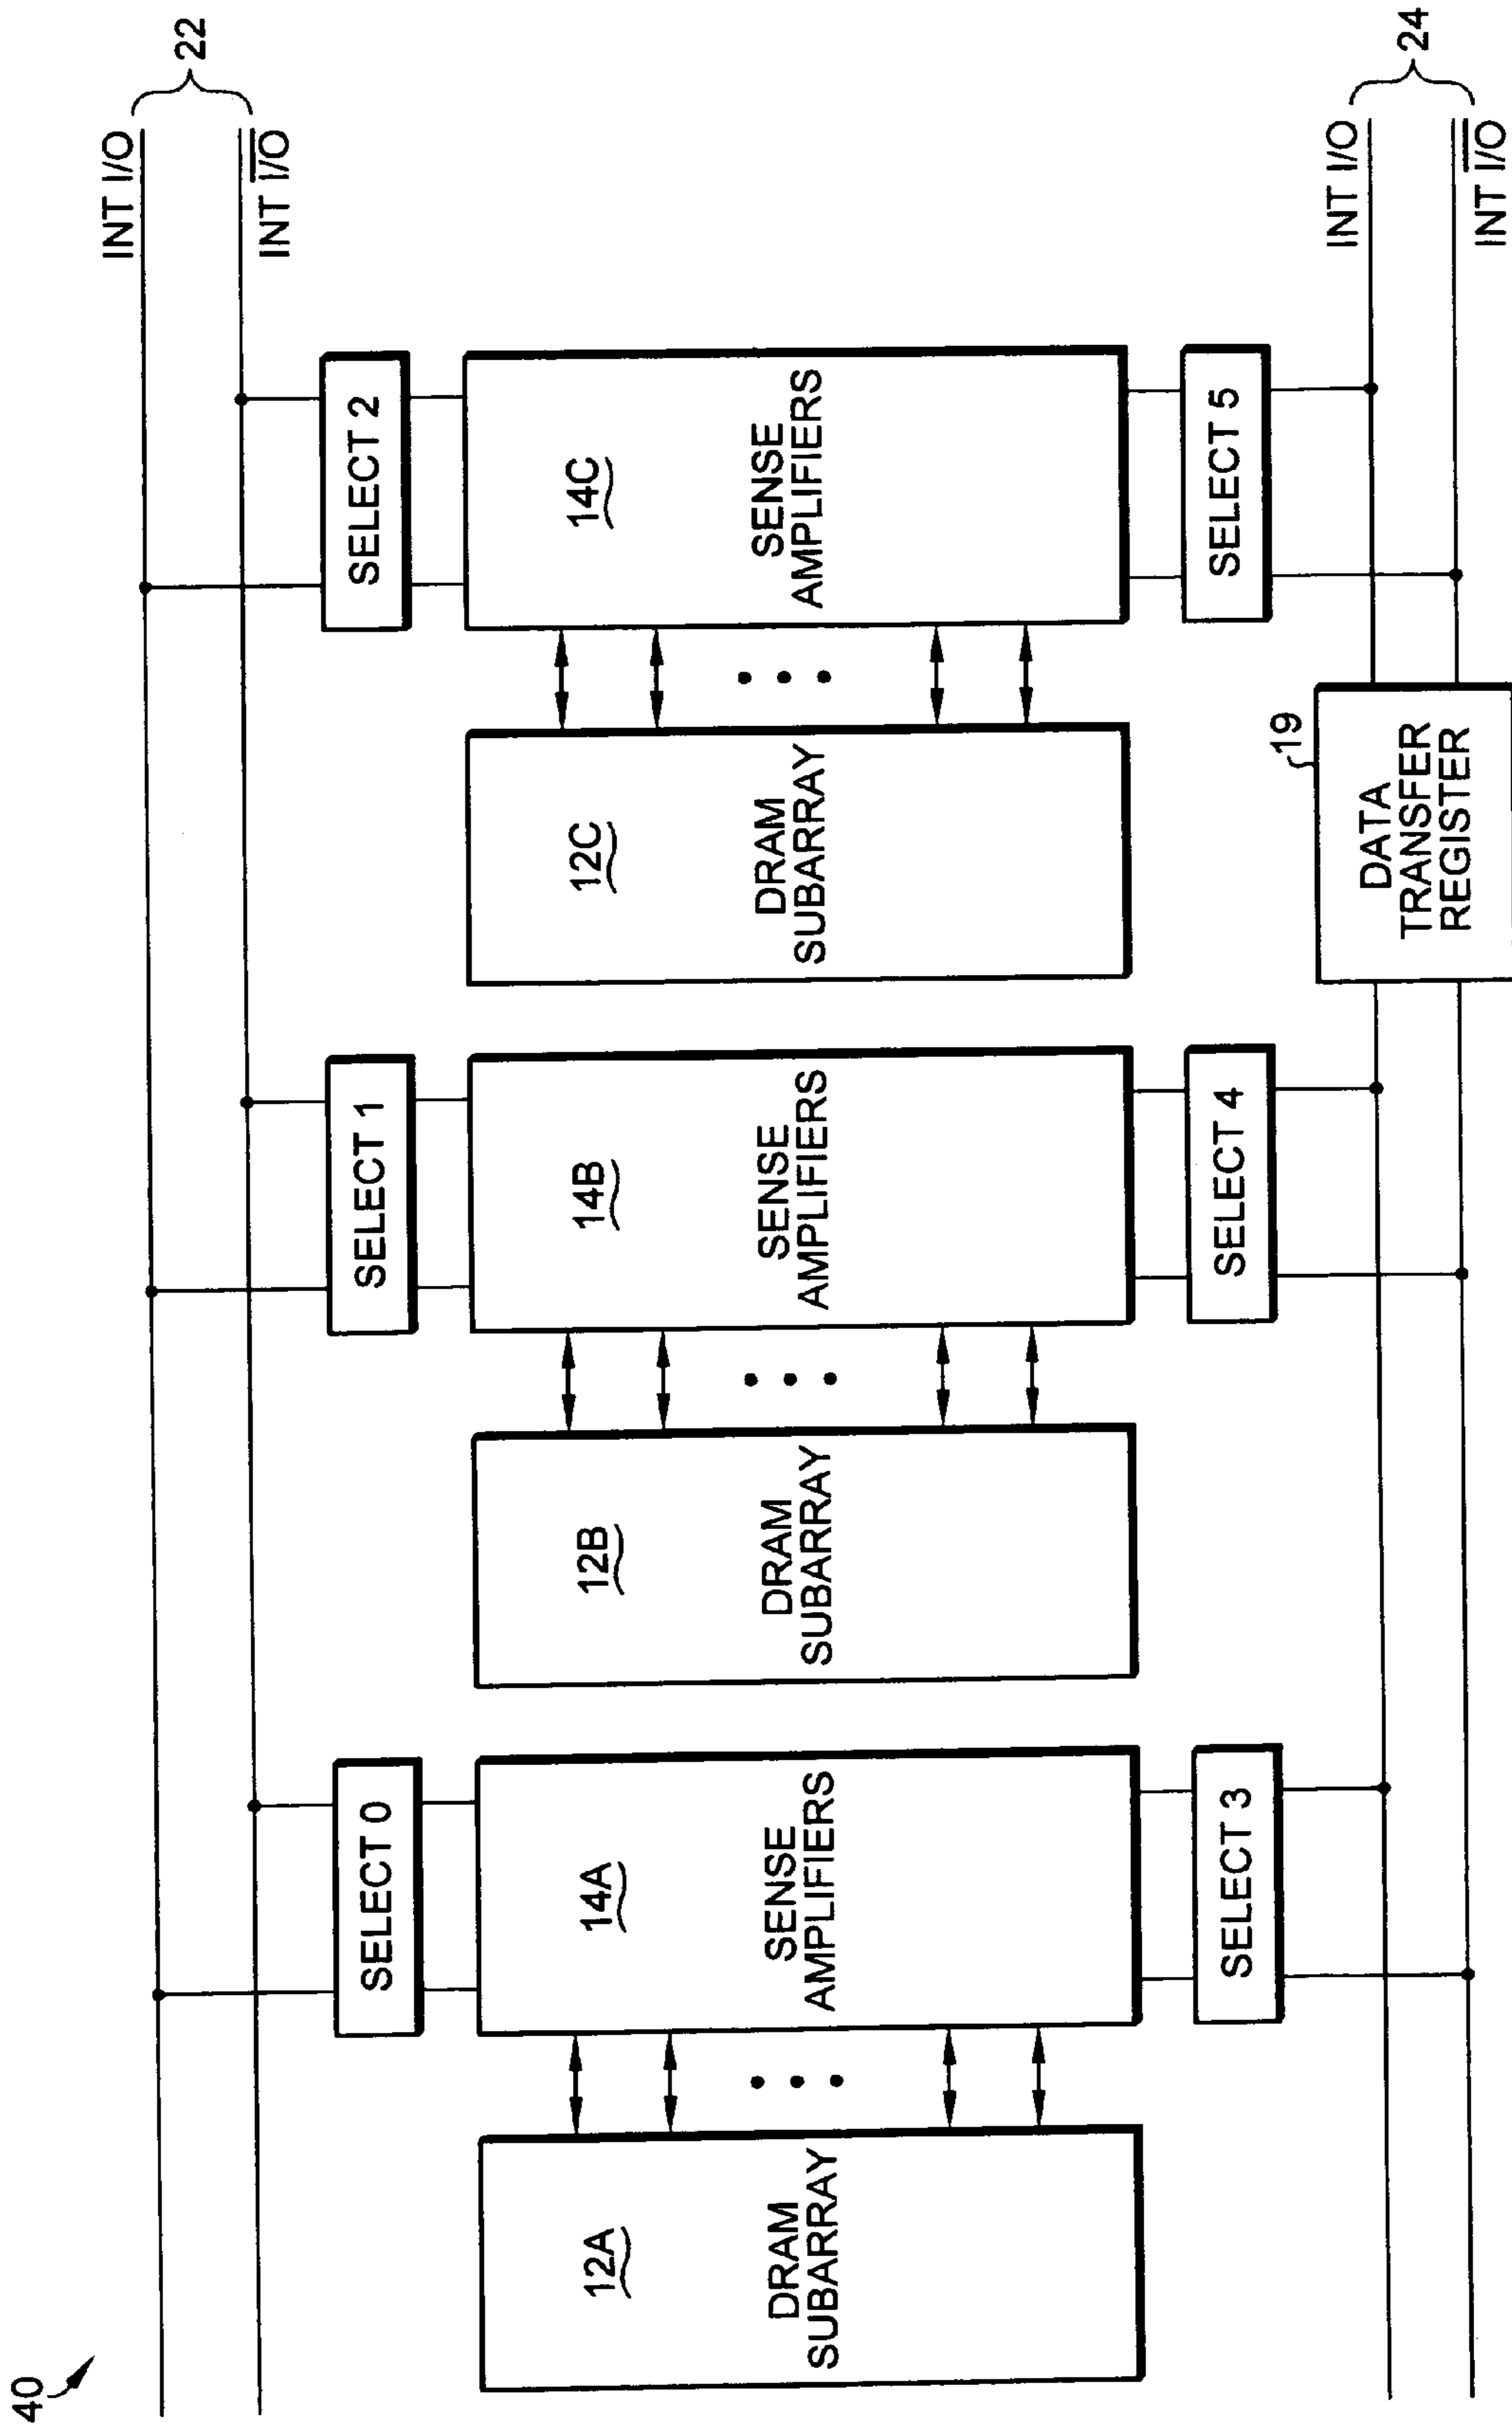 40
INT I/O
22
INT I/O
SELECT 0
SELECT 1
SELECT 2
12A
DRAM
SUBARRAY
14A
SENSE
AMPLIFIERS
12B
DRAM
SUBARRAY
14B
SENSE
AMPLIFIERS
12C
DRAM
SUBARRAY
14C
SENSE
AMPLIFIERS
SELECT 3
SELECT 4
SELECT 5
19
DATA
TRANSFER
REGISTER
INT I/O
24
INT I/O